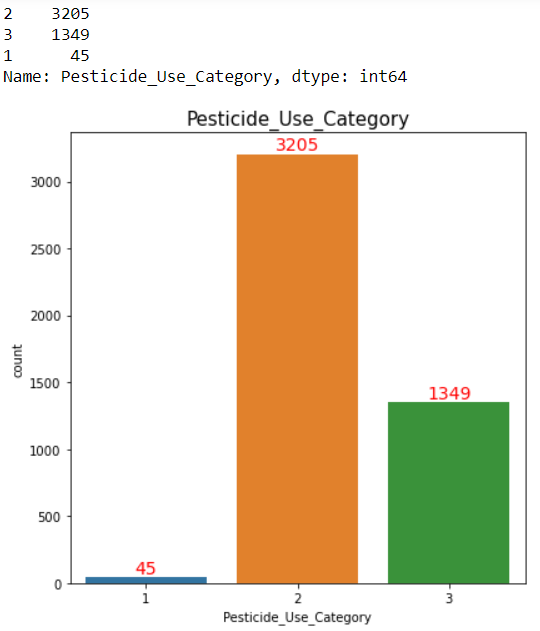 2    3205
3    1349
1      45
Name: Pesticide_Use_Category, dtype: int64
Pesticide_Use_Category
3205
3000
2500
2000
1500
1349
1000
500
45
0
1 2 3
count
Pesticide_Use_Category